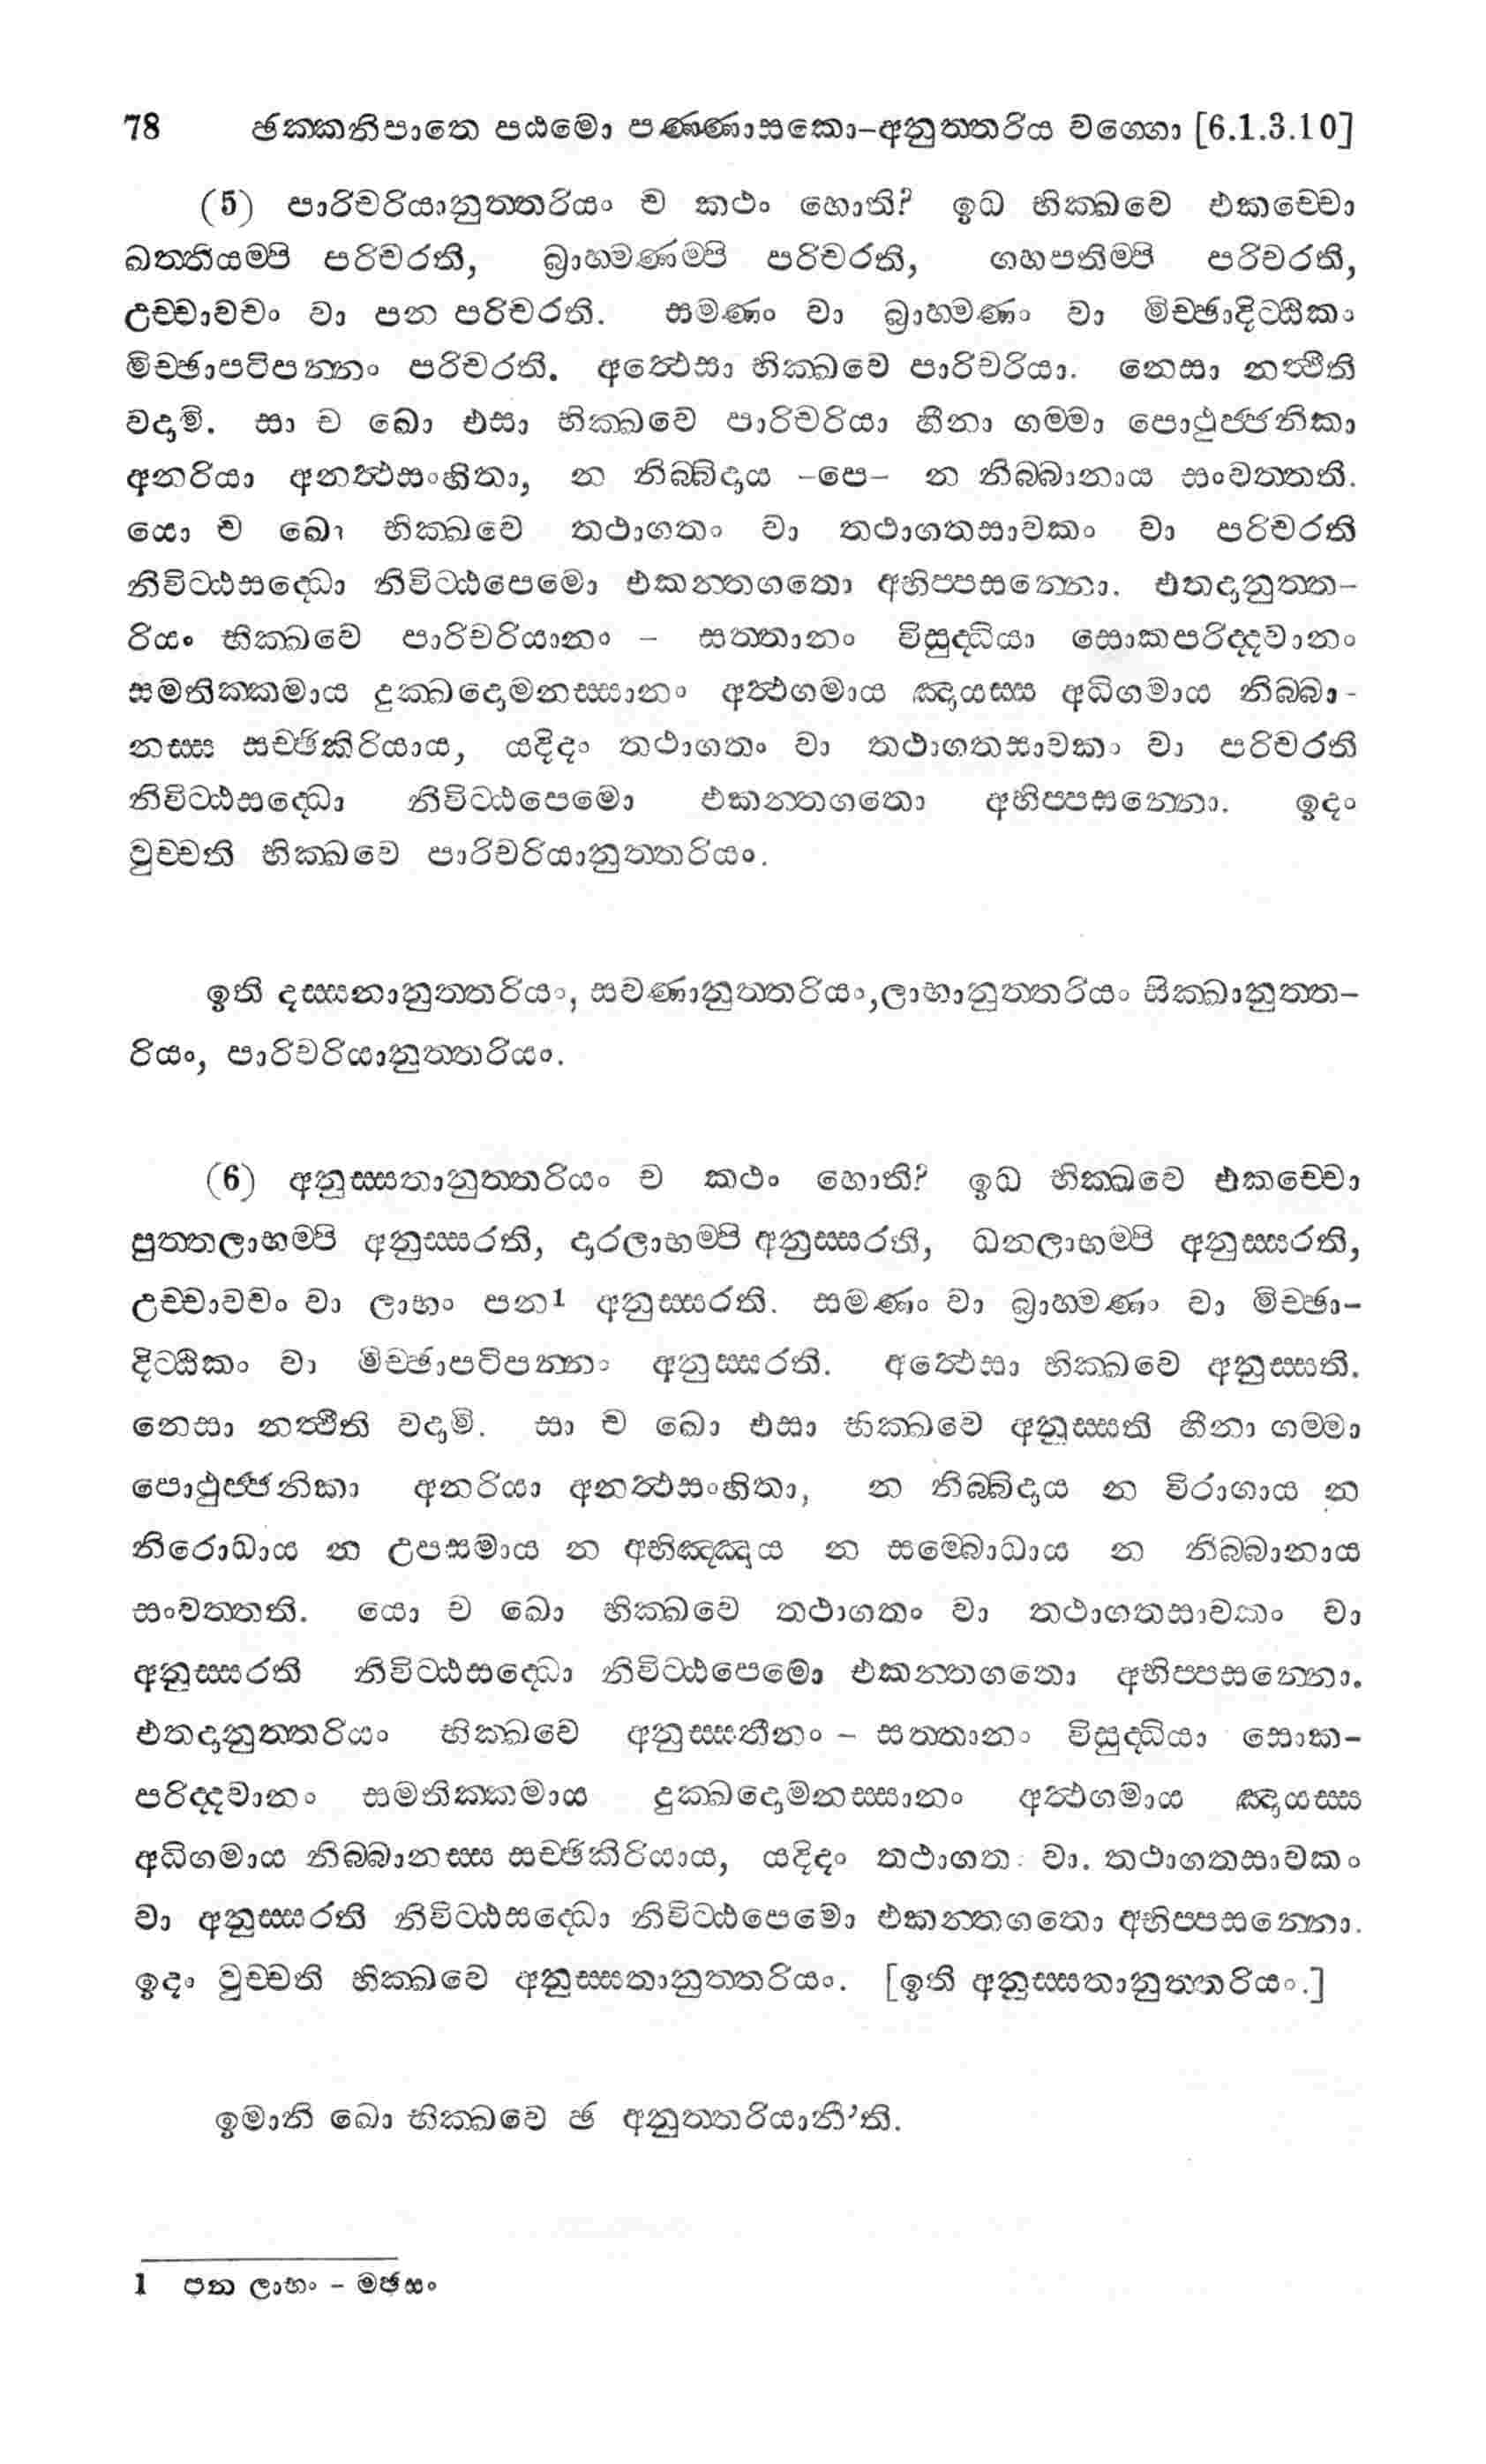 78 ඡක‍්කනිපාතෙ පඨමො පණ‍්ණාසකො-අනුත‍්තරිය වග‍්ගො [6.1.3.10]
(5) පාරිචරියානුත‍්තරියං ච කථං හොති? ඉධ භික‍්ඛවෙ එකච‍්චො
ඛත‍්තියම‍්පි පරිචරති, බ්‍රාහ‍්මණම‍්පි පරිචරති, ගහපතිම‍්පි පරිචරති,
උච‍්චාවචං වා පන පරිචරති. සමණං වා බ්‍රාහ‍්මණං වා මිච‍්ඡාදිට‍්ඨිකං
මිච‍්ඡාපටිපන‍්නං පරිචරති. අත්‍ථෙසා භික‍්ඛවෙ පාරිචරියා. නෙසා නත්‍ථීති
වදාමි. සා ච ඛො එසා භික‍්ඛවෙ පාරිචරියා හීනා ගම‍්මා පොථුජ‍්ජනිකා
අනරියා අනත්‍ථසංහිතා, න නිබ‍්බිදාය -පෙ- න නිබ‍්බානාය සංවත‍්තති.
යො ච ඛො භික‍්ඛවෙ තථාගතං වා තථාගතසාවකං වා පරිචරති
නිවිට‍්ඨසද‍්ධො නිවිට‍්ඨපෙමො එකන‍්තගතො අභිප‍්පසන‍්නො. එතදානුත‍්ත-
රියං භික‍්ඛවෙ පාරිචරියානං - සත‍්තානං විසුද‍්ධියා සොකපරිද‍්දවානං
සමතික‍්කමාය දුක‍්ඛදොමනස‍්සානං අත්‍ථගමාය ඤායස‍්ස අධිගමාය නිබ‍්බා-
නස‍්ස සච‍්ඡිකිරියාය, යදිදං තථාගතං වා තථාගතසාවකං වා පරිචරති
නිවිට‍්ඨසද‍්ධො නිවිට‍්ඨපෙමො එකන‍්තගතො අභිප‍්පසන‍්නො. ඉදං
වුච‍්චති භික‍්ඛවෙ පාරිචරියානුත‍්තරියං.
ඉති දස‍්සනානුත‍්තරියං, සවණානුත‍්තරියං,ලාභානුත‍්තරියං සික‍්ඛානුත‍්ත-
රියං, පාරිචරියානුත‍්තරියං.
(6) අනුස‍්සතානුත‍්තරියං ච කථං හොති? ඉධ භික‍්ඛවෙ එකච‍්චො
පුත‍්තලාභම‍්පි අනුස‍්සරති, දාරලාභම‍්පි අනුස‍්සරති, ධනලාභම‍්පි අනුස‍්සරති,
උච‍්චාවචං වා ලාභං පන1 අනුස‍්සරති. සමණං වා බ්‍රාහ‍්මණං වා මිච‍්ඡා-
දිට‍්ඨිකං වා මිච‍්ඡාපටිපන‍්නං අනුස‍්සරති. අත්‍ථෙසා භික‍්ඛවෙ අනුස‍්සති.
නෙසා නත්‍ථීති වදාමි. සා ච ඛො එසා භික‍්ඛවෙ අනුස‍්සති හීනා ගම‍්මා
පොථුජ‍්ජනිකා අනරියා අනත්‍ථසංහිතා, න නිබ‍්බිදාය න විරාගාය න
නිරොධාය න උපසමාය න අභිඤ‍්ඤාය න සම‍්බොධාය න නිබ‍්බානාය
සංවත‍්තති. යො ච ඛො භික‍්ඛවෙ තථාගතං වා තථාගතසාවකං වා
අනුස‍්සරති නිවිට‍්ඨසද‍්ධො නිවිට‍්ඨපෙමො එකන‍්තගතො අභිප‍්පසන‍්නො.
එතදානුත‍්තරියං භික‍්ඛවෙ අනුස‍්සතීනං - සත‍්තානං විසුද‍්ධියා සොක-
පරිද‍්දවානං සමතික‍්කමාය දුක‍්ඛදොමනස‍්සානං අත්‍ථගමාය ඤායස‍්ස
අධිගමාය නිබ‍්බානස‍්ස සච‍්ඡිකිරියාය, යදිදං තථාගතං වා. තථාගතසාවකං
වා අනුස‍්සරති නිවිට‍්ඨසද‍්ධො නිවිට‍්ඨපෙමො එකන‍්තගතො අභිප‍්පසන‍්නො.
ඉදං වුච‍්චති භික‍්ඛවෙ අනුස‍්සතානුත‍්තරියං. [ඉති අනුස‍්සතානුත‍්තරියං.]
ඉමානි ඛො භික‍්ඛවෙ ඡ අනුත‍්තරියානී’ති.
1 පන ලාභං - මඡසං